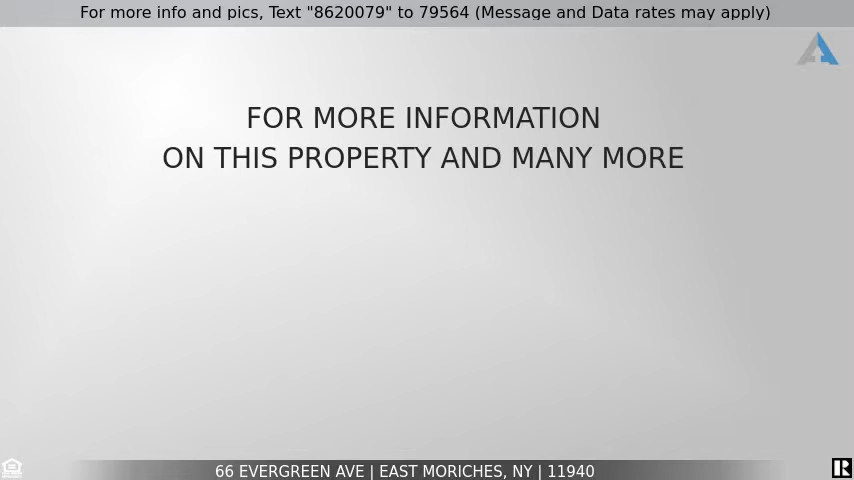 For more info and pics, Text "8620079" to 79564 (Message and Data rates may apply)
FOR MORE INFORMATION
ON THIS PROPERTY AND MANY MORE
66 EVERGREEN AVE | EAST MORICHES, NY | 11940